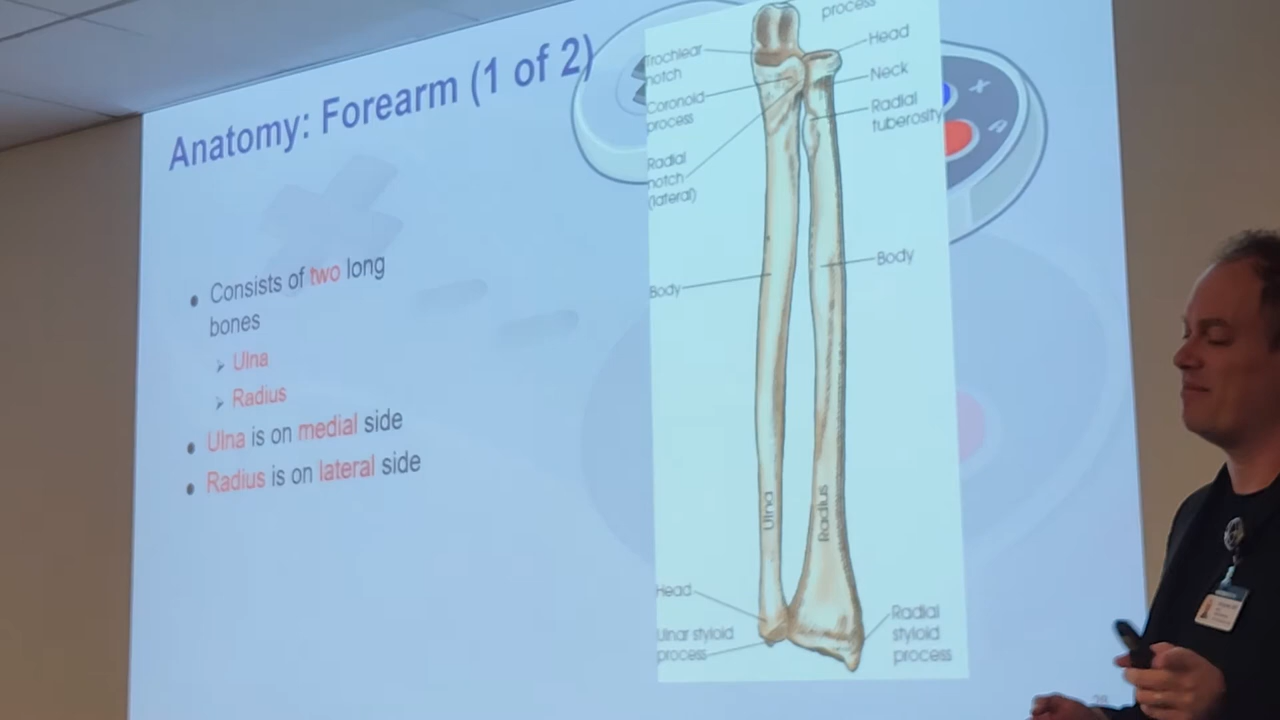 Anatomy: Forearm (1 of 2)
Consists of two long
bones
Ulna
Radius
Ulna is on medial side
Radius is on lateral side
process
Trochlear
notch
Head
Coronoid
process
Neck
Radial
tuberosity
Radial
notch
(lateral)
Body
Body
Ulna
Radius
Head
Ulnar styloid
process
Radial
styloid
process
X
A
28